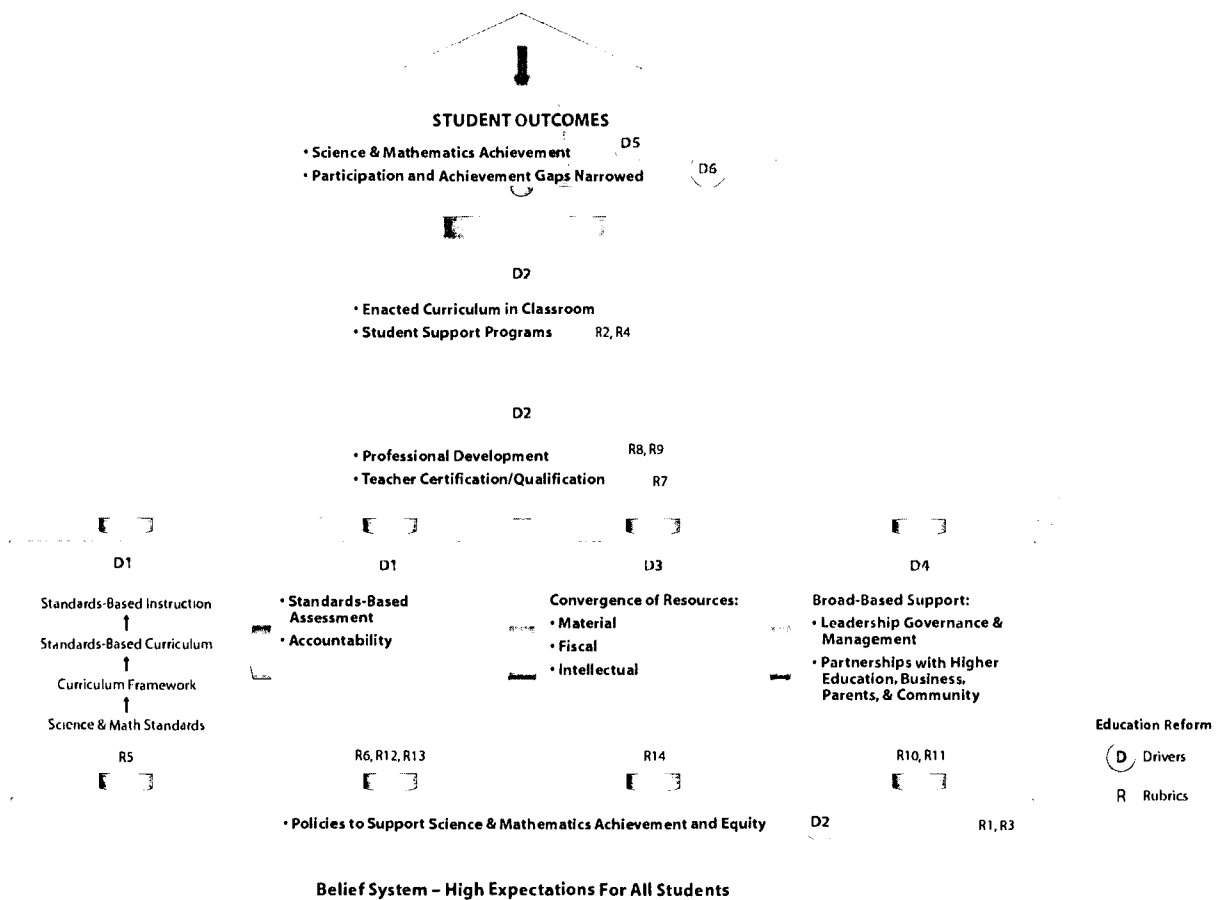 STUDENT OUTCOMES
• Science & Mathematics Achievement
D5
• Participation and Achievement Gaps Narrowed
D6
D2
• Enacted Curriculum in Classroom
• Student Support Programs R2, R4
D2
• Professional Development R8, R9
• Teacher Certification/Qualification R7
D1
Standards-Based Instruction
Standards-Based Curriculum
Curriculum Framework
Science & Math Standards
R5
D1
• Standards-Based
Assessment
• Accountability
R6, R12, R13
D3
Convergence of Resources:
• Material
• Fiscal
• Intellectual
R14
D4
Broad-Based Support:
• Leadership Governance &
Management
• Partnerships with Higher
Education, Business,
Parents, & Community
R10, R11
Education Reform
D Drivers
R Rubrics
• Policies to Support Science & Mathematics Achievement and Equity D2 R1, R3
Belief System – High Expectations For All Students